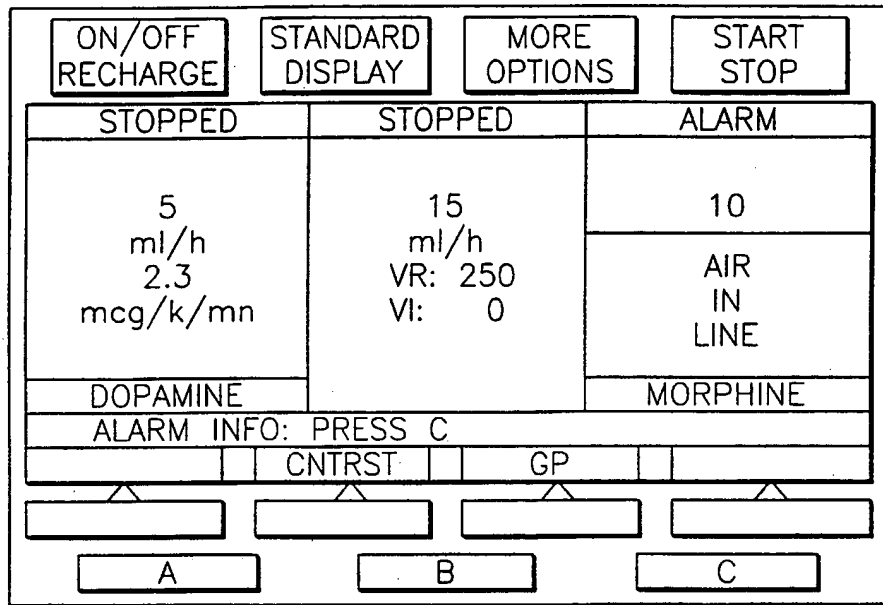 ON/OFF
RECHARGE
STANDARD
DISPLAY
MORE
OPTIONS
START
STOP
STOPPED
5
ml/h
2.3
mcg/k/mn
DOPAMINE
STOPPED
15
ml/h
VR: 250
VI: 0
ALARM
10
AIR
IN
LINE
MORPHINE
ALARM INFO: PRESS C
CNTRST
GP
A
B
C